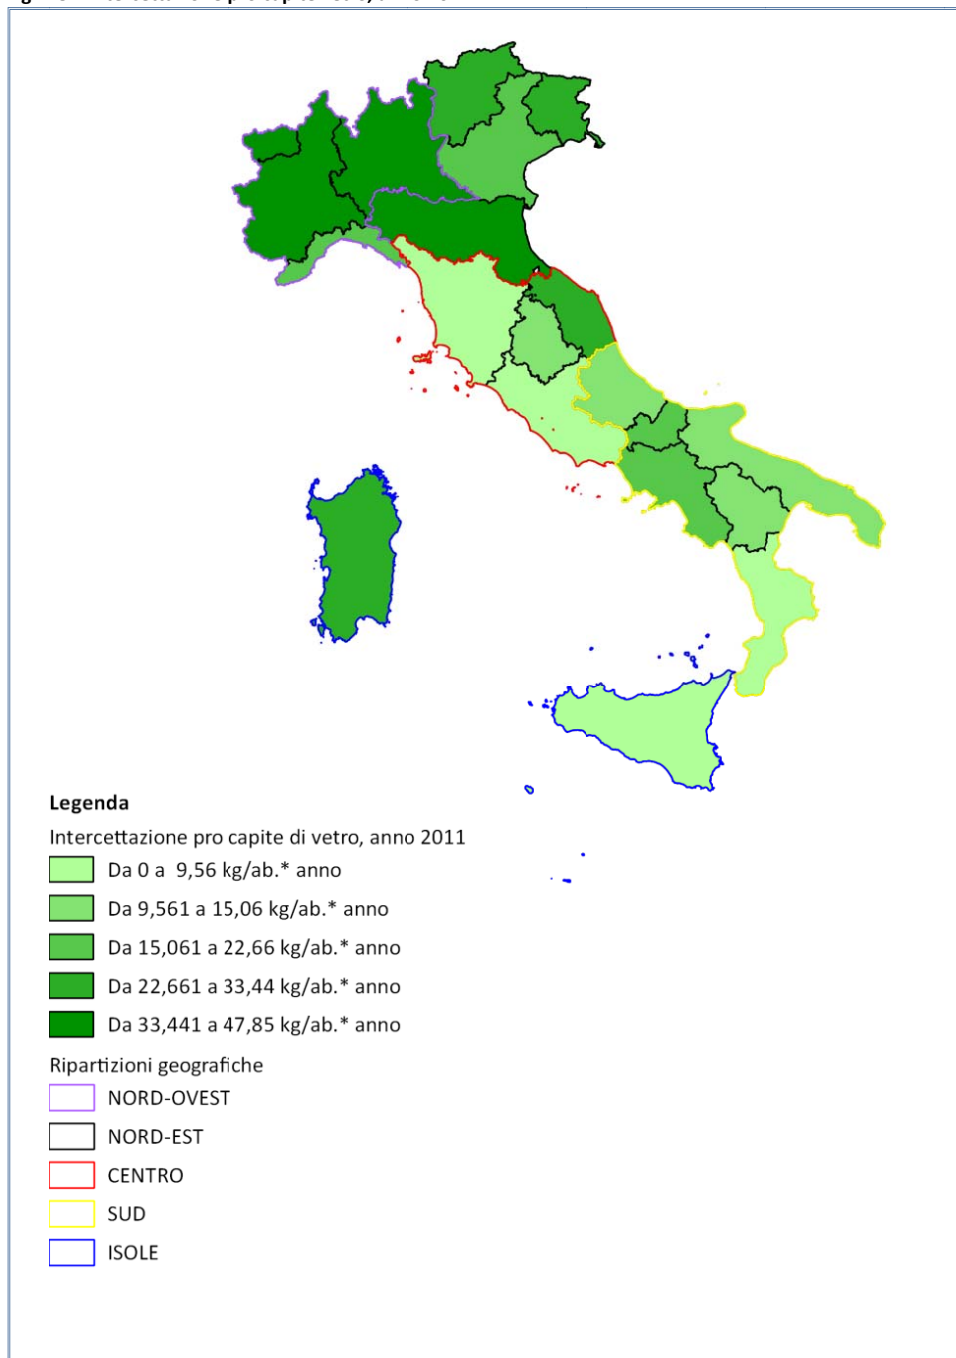 Legenda
Intercettazione pro capite di vetro, anno 2011
Da 0 a  9,56 kg/ab.* anno
Da 9,561 a 15,06 kg/ab.* anno
Da 15,061 a 22,66 kg/ab.* anno
Da 22,661 a 33,44 kg/ab.* anno
Da 33,441 a 47,85 kg/ab.* anno
Ripartizioni geografiche
NORD-OVEST
NORD-EST
CENTRO
SUD
ISOLE